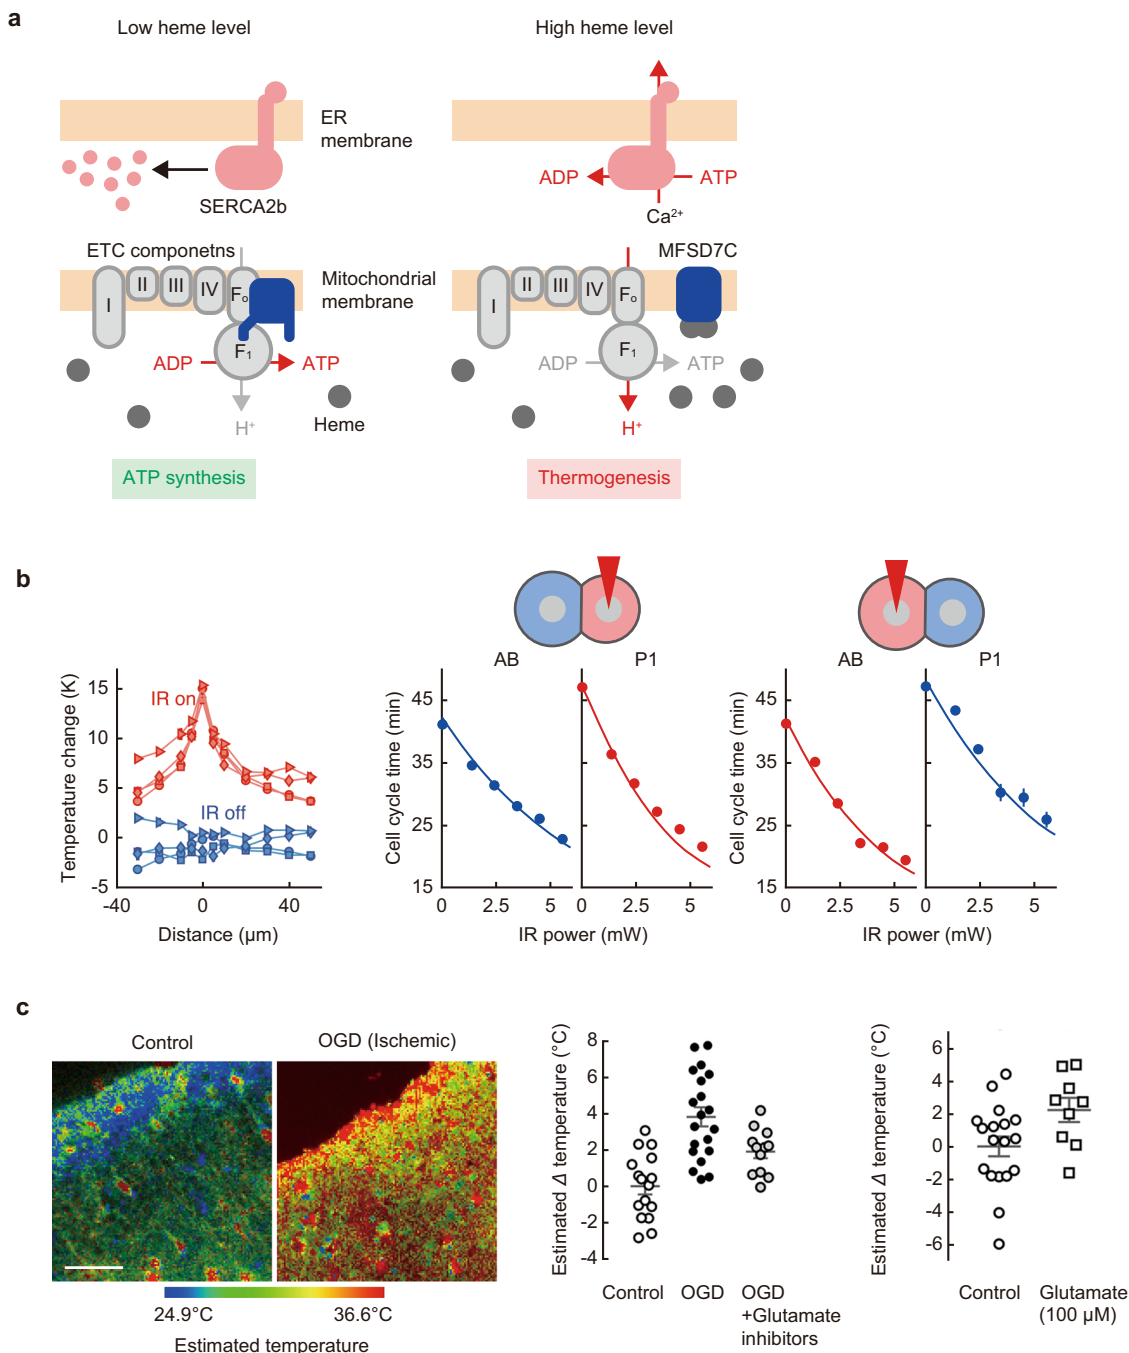 a
Low heme level
High heme level
ER
membrane
SERCA2b
ADP
ATP
Ca²⁺
ETC componetns
MFSD7C
Mitochondrial
membrane
I
II
III
IV
Fₒ
F₁
ADP
ATP
H⁺
Heme
I
II
III
IV
Fₒ
F₁
ADP
ATP
H⁺
ATP synthesis
Thermogenesis
b
AB
P1
AB
P1
Temperature change (K)
15
10
5
0
-5
-40
0
40
Distance (µm)
IR on
IR off
Cell cycle time (min)
45
35
25
15
0
2.5
5
0
2.5
5
IR power (mW)
Cell cycle time (min)
45
35
25
15
0
2.5
5
0
2.5
5
IR power (mW)
c
Control
OGD (Ischemic)
24.9°C
36.6°C
Estimated temperature
Estimated Δ temperature (°C)
8
6
4
2
0
-2
-4
Control
OGD
OGD
+Glutamate
inhibitors
Estimated Δ temperature (°C)
6
4
2
0
-2
-4
-6
Control
Glutamate
(100 µM)